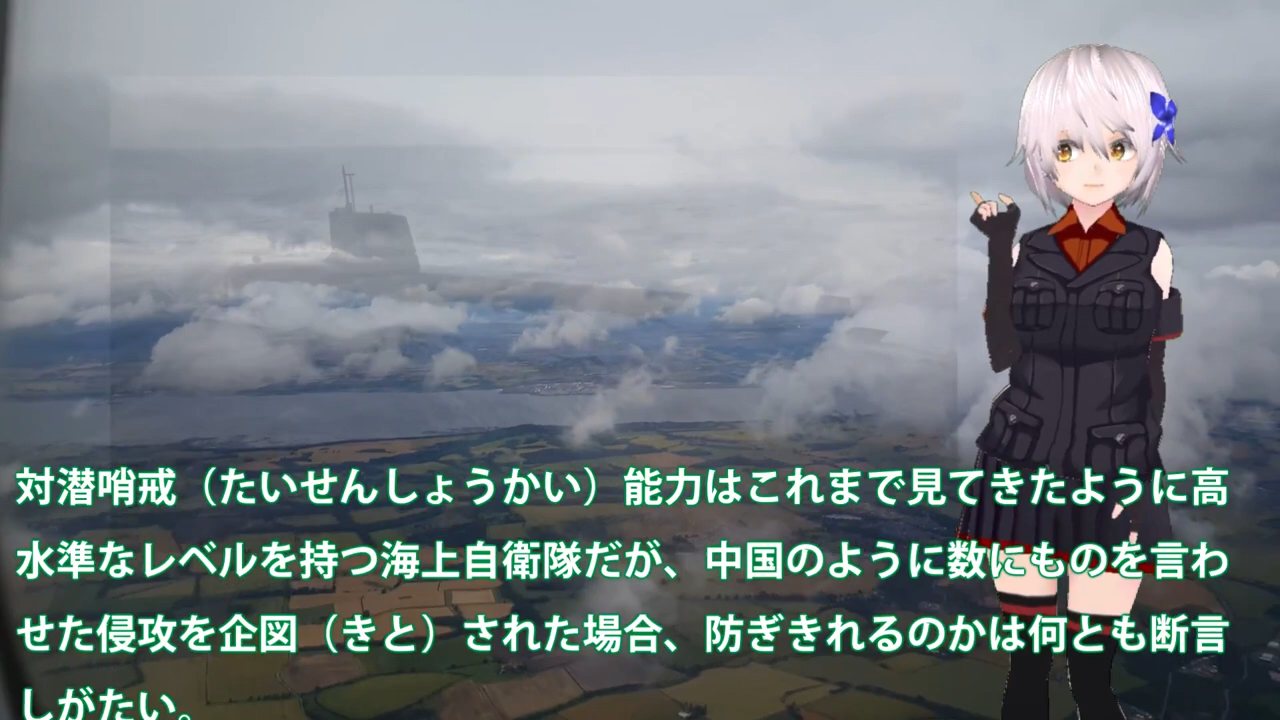 対潜哨戒（たいせんしょうかい）能力はこれまで見てきたように高
水準なレベルを持つ海上自衛隊だが、中国のように数にものを言わ
せた侵攻を企図（きと）された場合、防ぎきれるのかは何とも断言
しがたい。